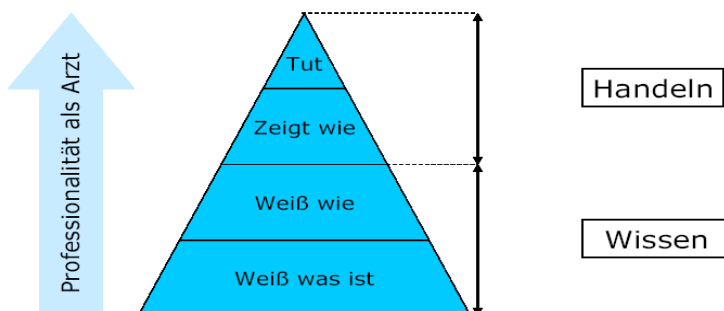 Professionalität als Arzt
Tut
Zeigt wie
Weiß wie
Weiß was ist
Handeln
Wissen